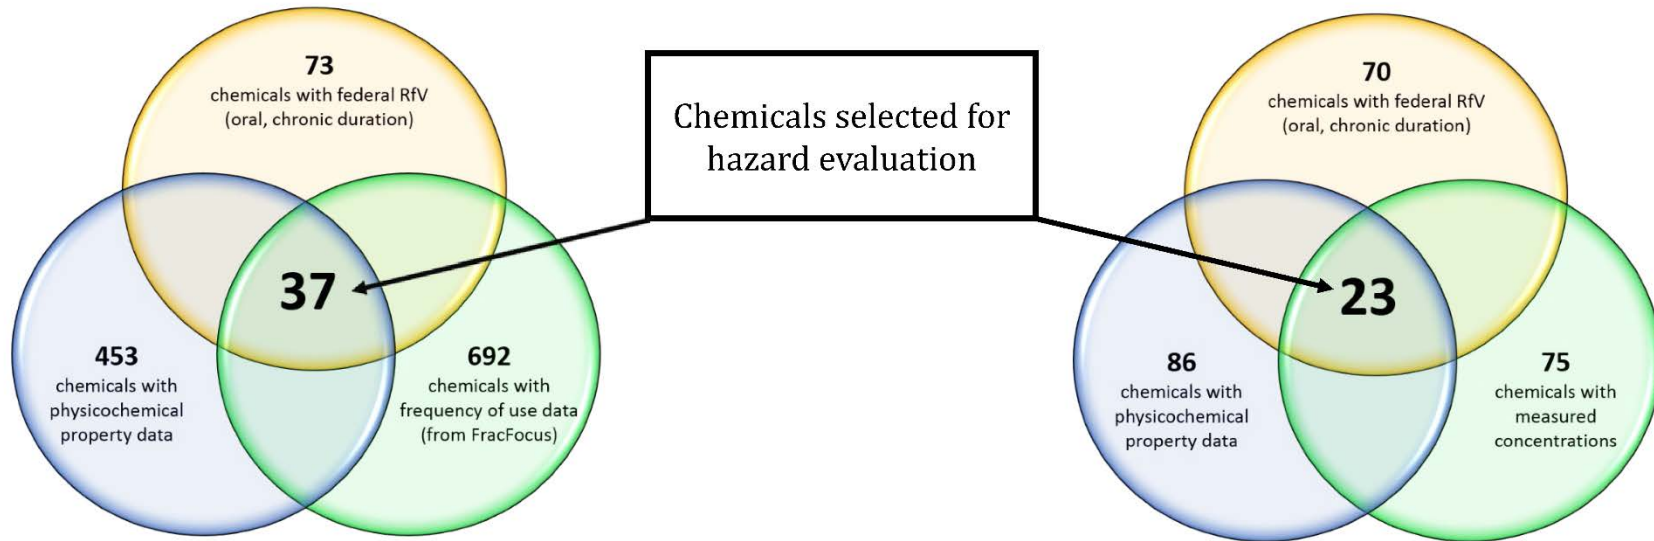 73
chemicals with federal RfV
(oral, chronic duration)
37
453
chemicals with
physicochemical
property data
692
chemicals with
frequency of use data
(from FracFocus)
Chemicals selected for
hazard evaluation
70
chemicals with federal RfV
(oral, chronic duration)
23
86
chemicals with
physicochemical
property data
75
chemicals with
measured
concentrations